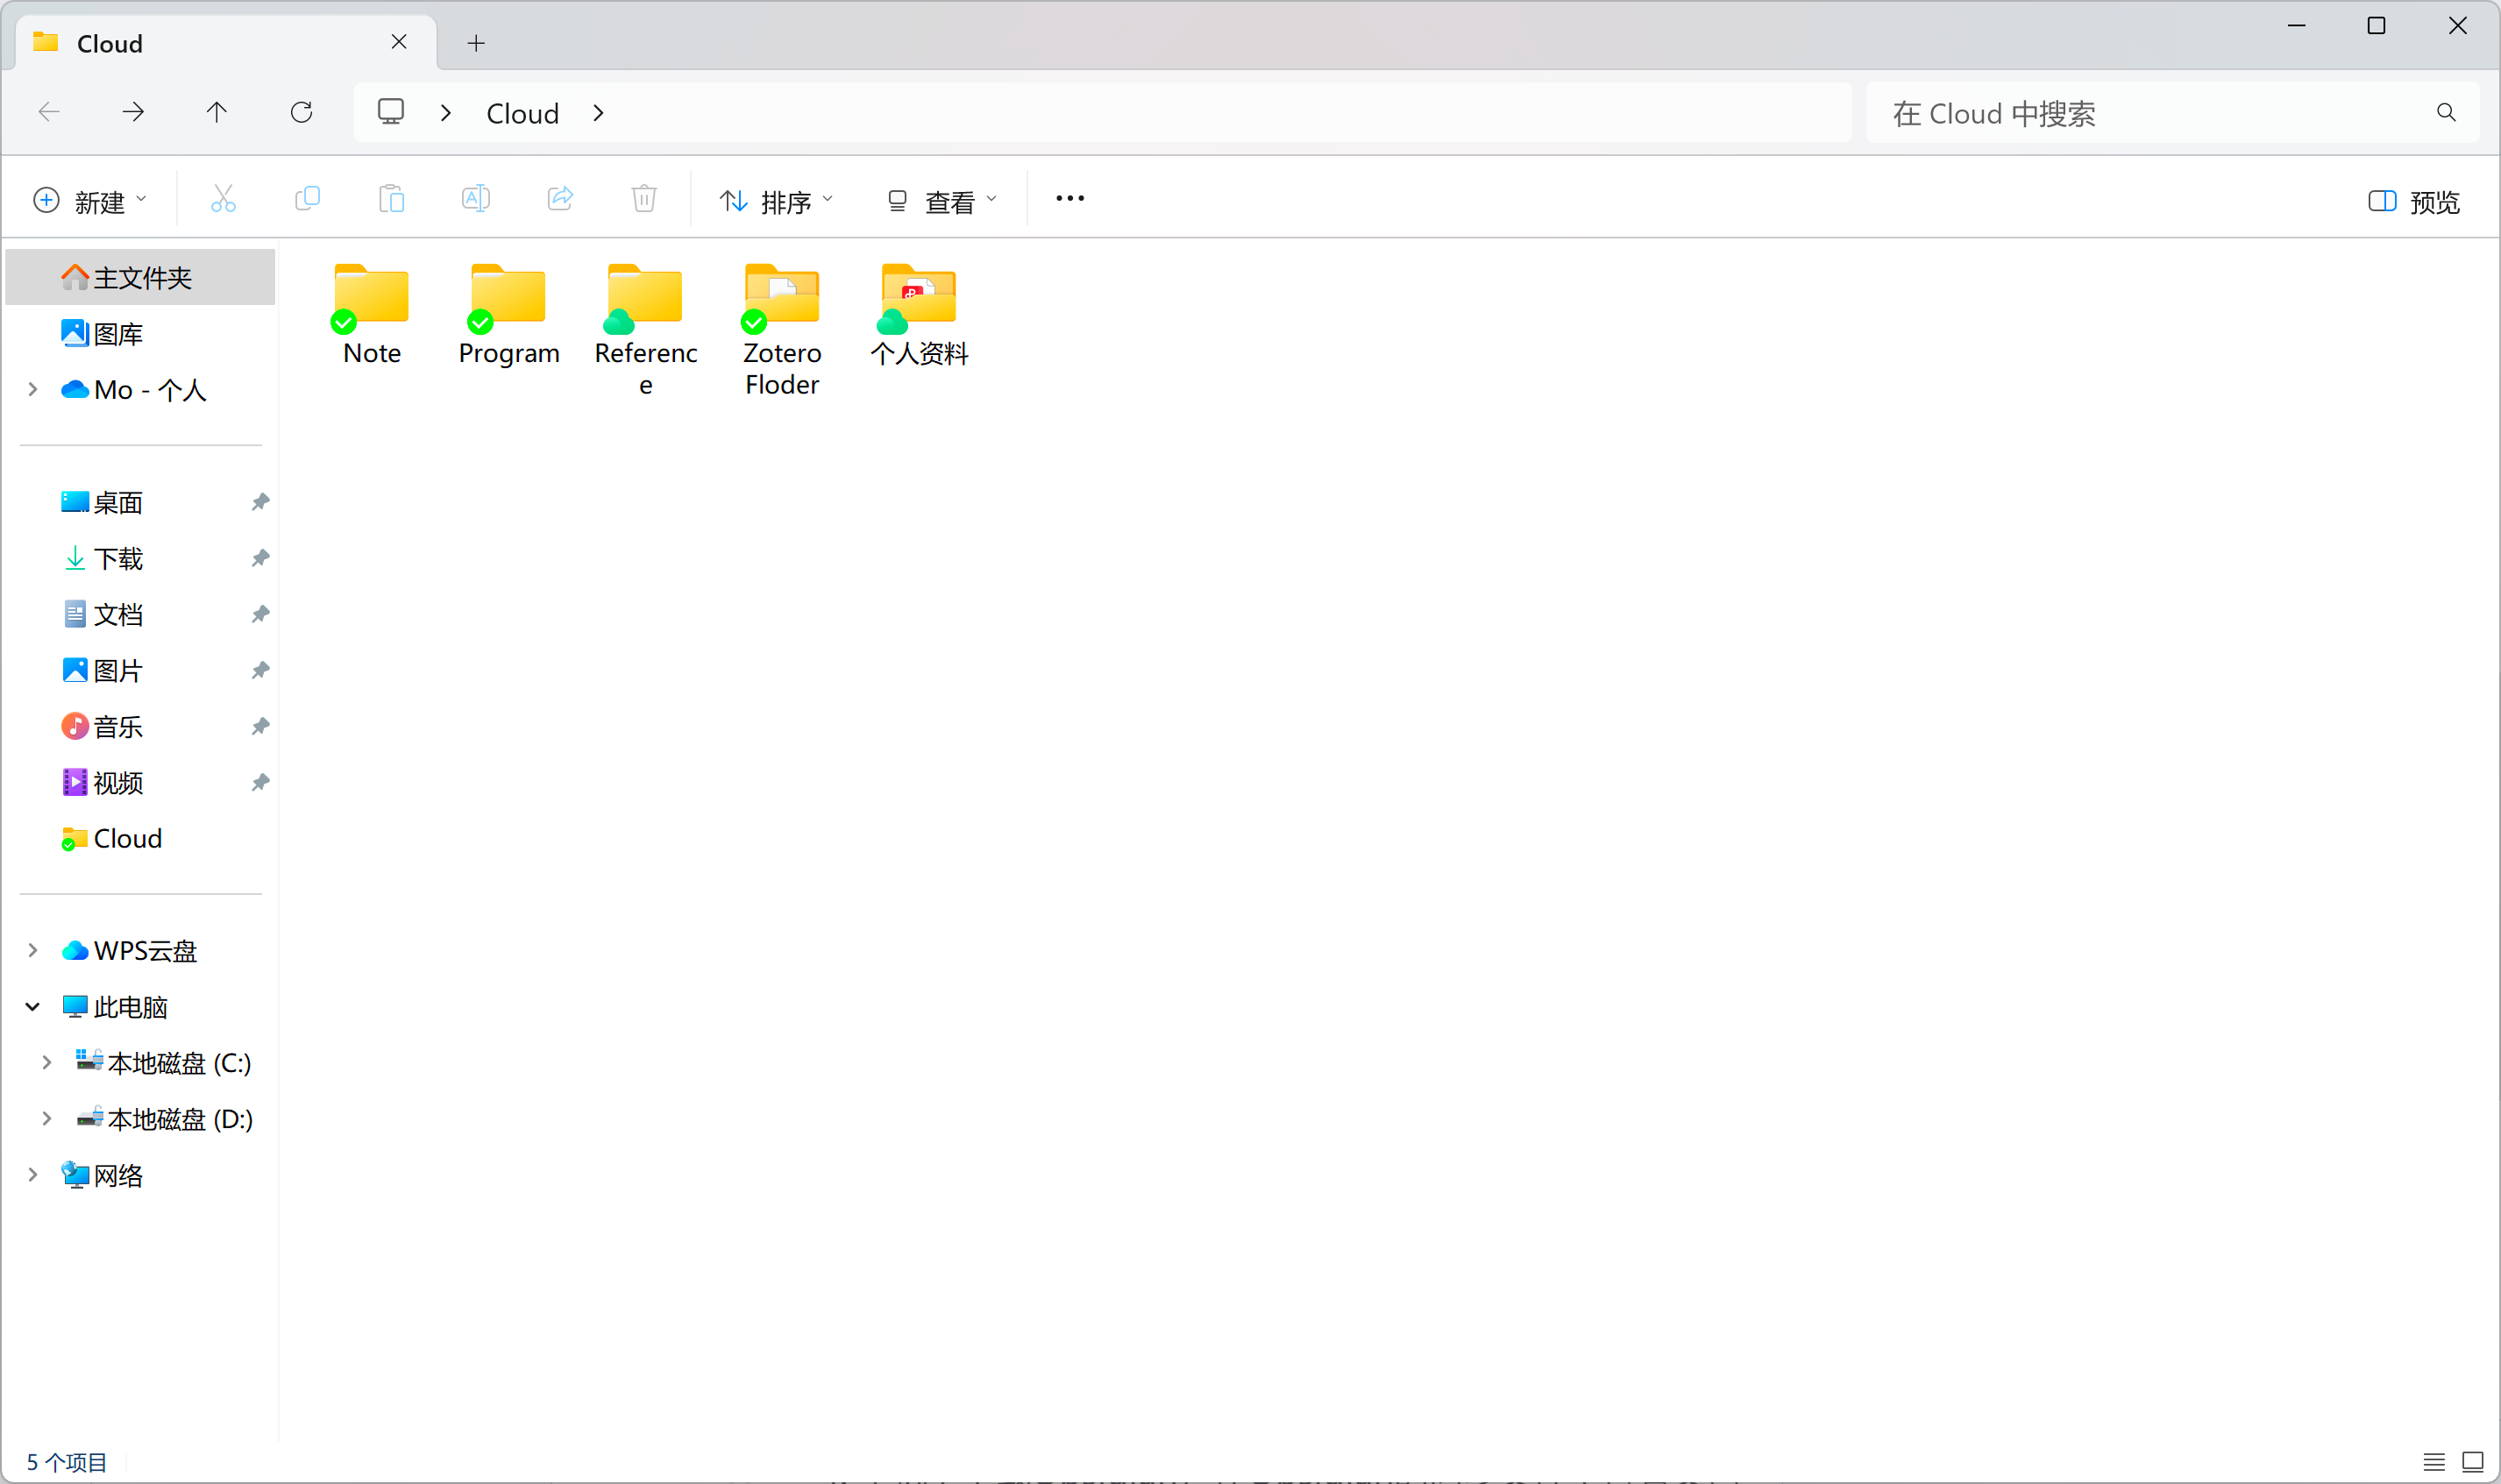 Cloud
Cloud
在 Cloud 中搜索
新建
排序
查看
预览
主文件夹
图库
Mo - 个人
桌面
下载
文档
图片
音乐
视频
Cloud
WPS云盘
此电脑
本地磁盘 (C:)
本地磁盘 (D:)
网络
Note
Program
Referenc
e
Zotero
Floder
个人资料
5 个项目